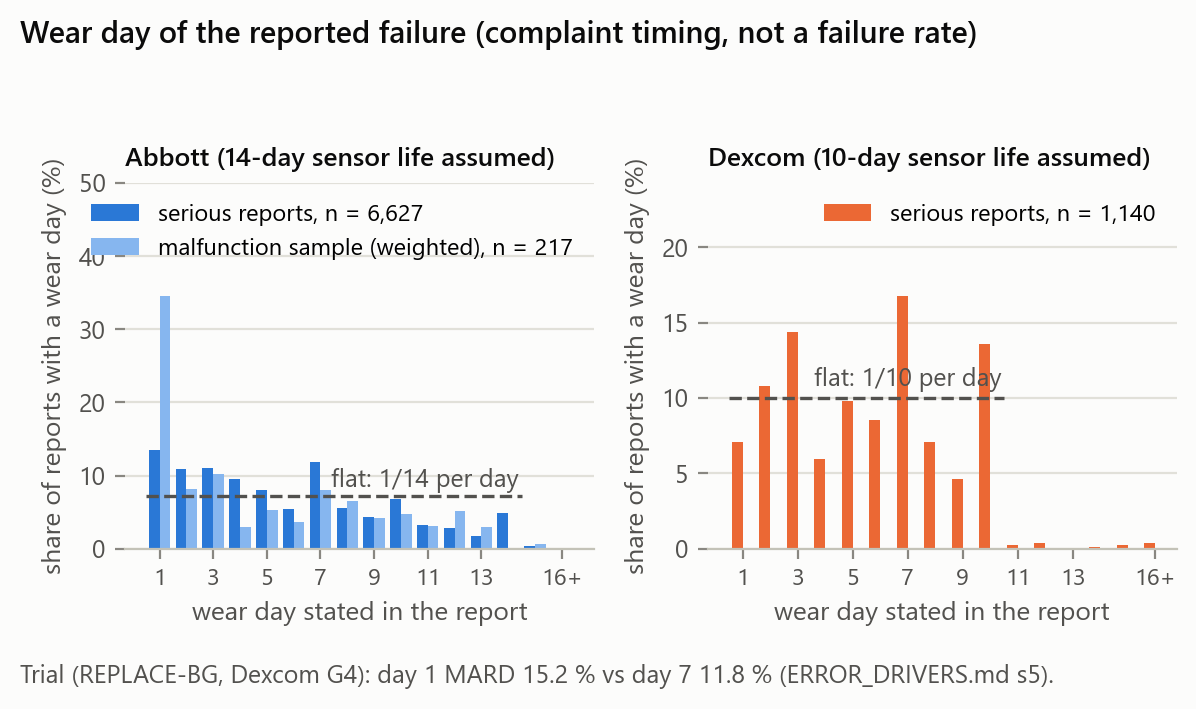 Wear day of the reported failure (complaint timing, not a failure rate)
Abbott (14-day sensor life assumed)
share of reports with a wear day (%)
50
40
30
20
10
0
serious reports, n = 6,627
malfunction sample (weighted), n = 217
flat: 1/14 per day
1 3 5 7 9 11 13 16+
wear day stated in the report
Dexcom (10-day sensor life assumed)
share of reports with a wear day (%)
20
15
10
5
0
serious reports, n = 1,140
flat: 1/10 per day
1 3 5 7 9 11 13 16+
wear day stated in the report
Trial (REPLACE-BG, Dexcom G4): day 1 MARD 15.2 % vs day 7 11.8 % (ERROR_DRIVERS.md s5).